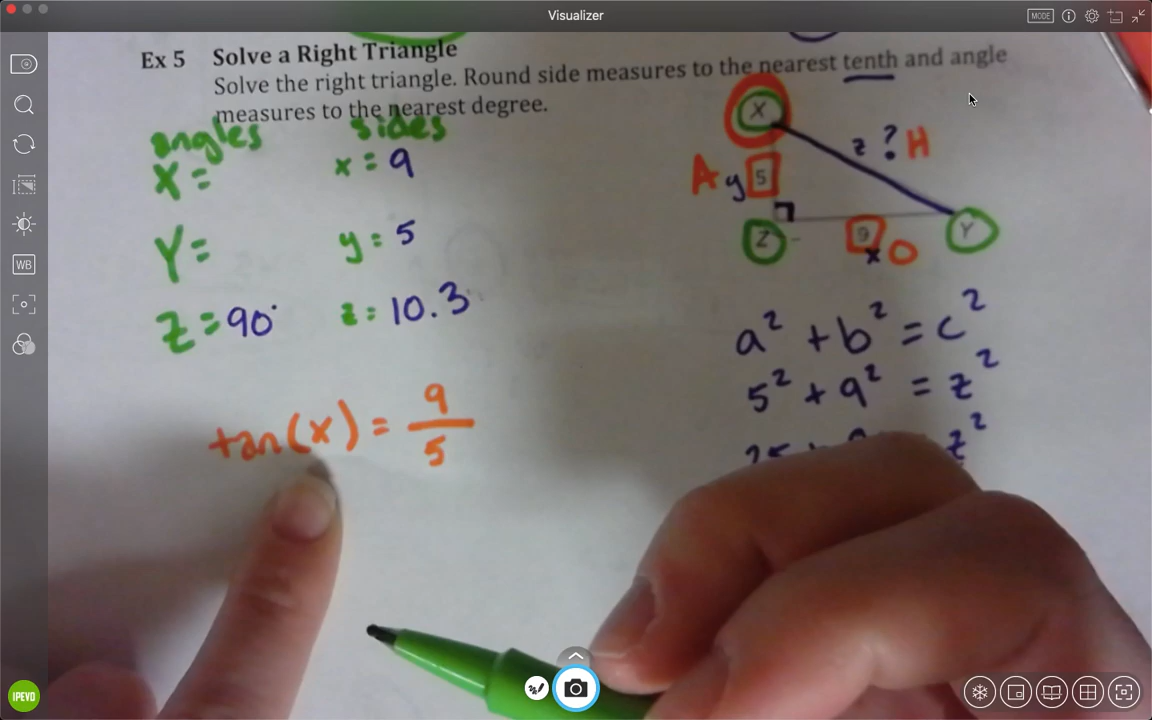 Visualizer
MODE
Ex 5 Solve a Right Triangle
Solve the right triangle. Round side measures to the nearest tenth and angle
measures to the nearest degree.
angles sides
X = x = 9
Y = y = 5
Z = 90° z = 10.3
tan(x) = 9/5
X
z ? H
A y 5
Z 9 Y
x O
a² + b² = c²
5² + 9² = z²
z²
WB
IPEVO